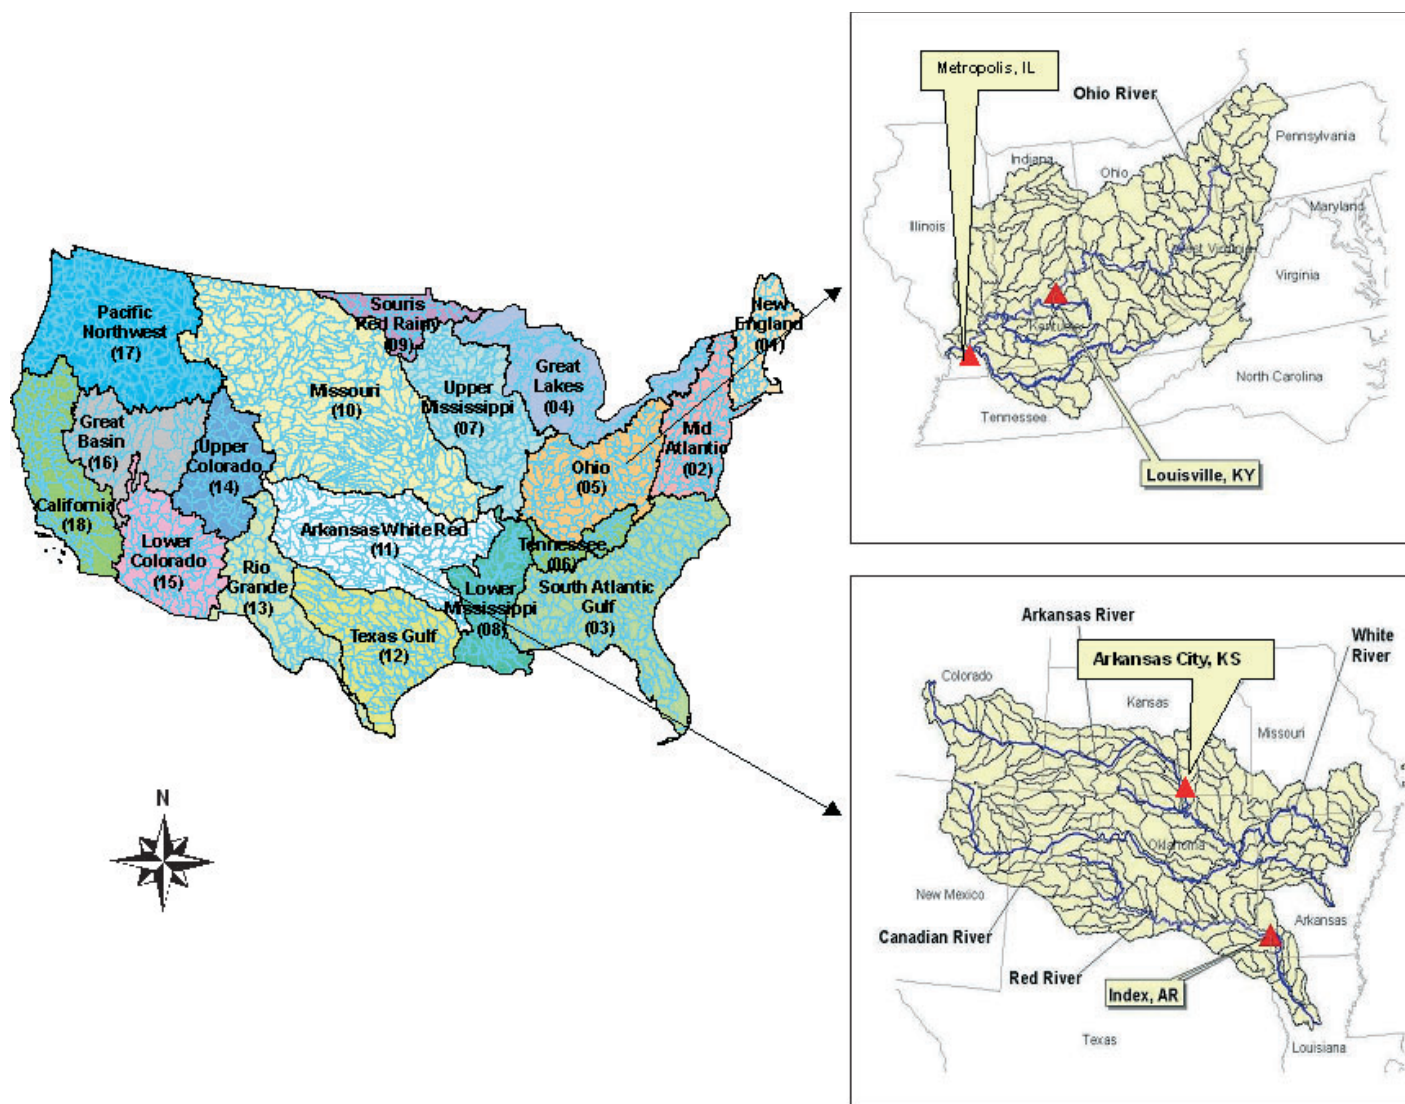 Pacific
Northwest
(17)
Souris
Red Rainy
(09)
New
England
(01)
Missouri
(10)
Upper
Mississippi
(07)
Great
Lakes
(04)
Great
Basin
(16)
Upper
Colorado
(14)
Ohio
(05)
Mid
Atlantic
(02)
California
(18)
Lower
Colorado
(15)
Arkansas White Red
(11)
Tennessee
(06)
Rio
Grande
(13)
Lower
Mississippi
(08)
South Atlantic
Gulf
(03)
Texas Gulf
(12)
N
Metropolis, IL
Ohio River
Pennsylvania
Indiana
Ohio
Maryland
Illinois
West Virginia
Virginia
Kentucky
North Carolina
Tennessee
Louisville, KY
Arkansas River
White
River
Arkansas City, KS
Colorado
Kansas
Missouri
Oklahoma
New Mexico
Arkansas
Canadian River
Red River
Index, AR
Texas
Louisiana